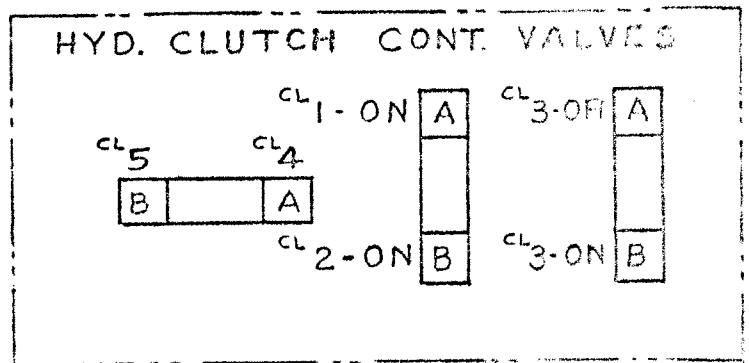 HYD. CLUTCH CONT. VALVES
CL1-ON A CL3-OFF A
CL5 CL4
B A
CL2-ON B CL3-ON B